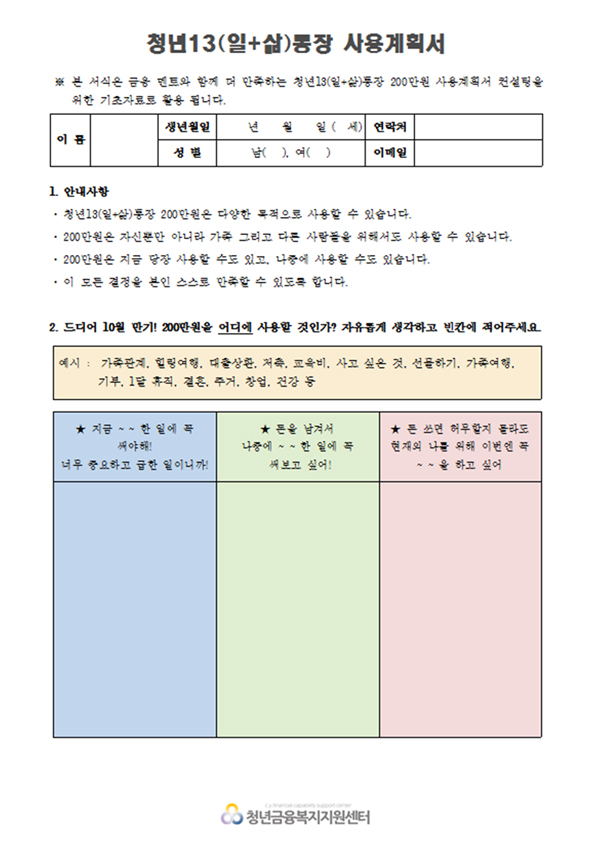 청년13(일+삶)통장 사용계획서
※ 본 서식은 금융 멘토와 함께 더 만족하는 청년13(일+삶)통장 200만원 사용계획서 컨설팅을
위한 기초자료로 활용 됩니다.
이 름 생년월일 년 월 일 ( 세) 연락처
성 별 남( ), 여( ) 이메일
1. 안내사항
· 청년13(일+삶)통장 200만원은 다양한 목적으로 사용할 수 있습니다.
· 200만원은 자신뿐만 아니라 가족 그리고 다른 사람들을 위해서도 사용할 수 있습니다.
· 200만원은 지금 당장 사용할 수도 있고, 나중에 사용할 수도 있습니다.
· 이 모든 결정을 본인 스스로 만족할 수 있도록 합니다.
2. 드디어 10월 만기! 200만원을 어디에 사용할 것인가? 자유롭게 생각하고 빈칸에 적어주세요.
예시 : 가족관계, 힐링여행, 대출상환, 저축, 교육비, 사고 싶은 것, 선물하기, 가족여행,
기부, 1달 휴직, 결혼, 주거, 창업, 건강 등
★ 지금 ~ ~ 한 일에 꼭
써야해!
너무 중요하고 급한 일이니까!
★ 돈을 남겨서
나중에 ~ ~ 한 일에 꼭
써보고 싶어!
★ 돈 쓰면 허무할지 몰라도
현재의 나를 위해 이번엔 꼭
~ ~ 을 하고 싶어
financial capability support center
청년금융복지지원센터